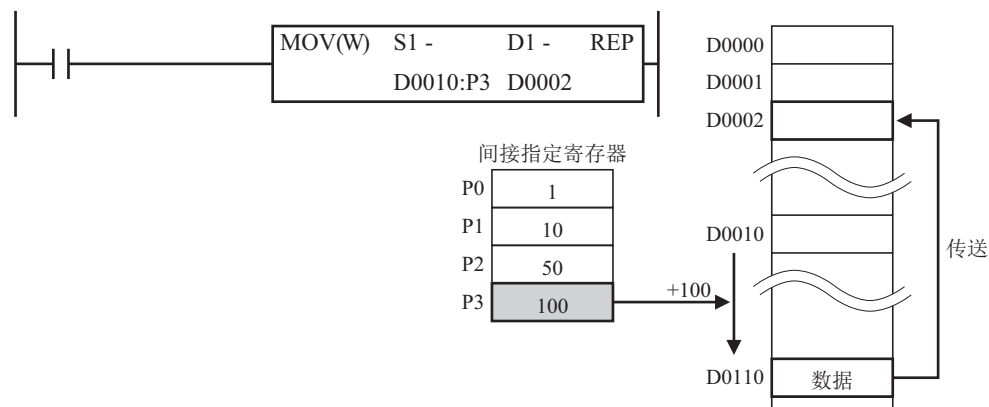 MOV(W) S1 - D1 - REP
D0010:P3 D0002
D0000
D0001
D0002
间接指定寄存器
P0 1
P1 10
P2 50
P3 100
+100
D0010
传送
D0110 数据